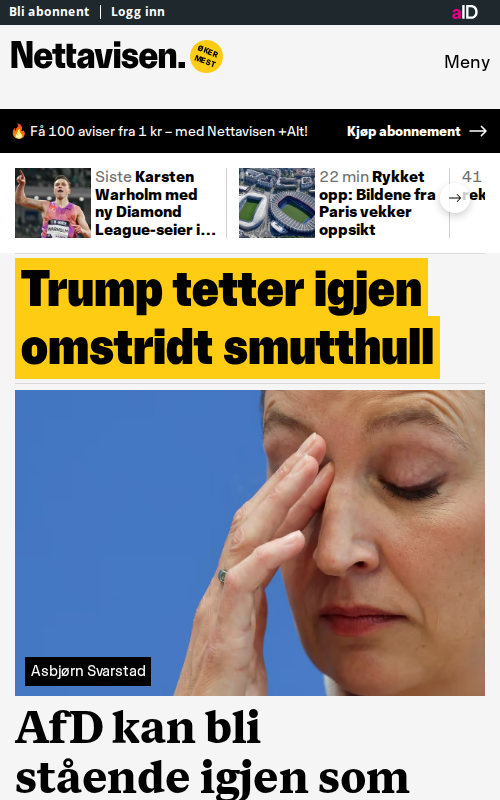 Bli abonnent | Logg inn
aID
Nettavisen.
ØKER
MEST
Meny
🔥 Få 100 aviser fra 1 kr – med Nettavisen +Alt!
Kjøp abonnement →
Siste Karsten
Warholm med
ny Diamond
League-seier i...
22 min Rykket
opp: Bildene fra
Paris vekker
oppsikt
41
Trump tetter igjen
omstridt smutthull
Asbjørn Svarstad
AfD kan bli
stående igjen som